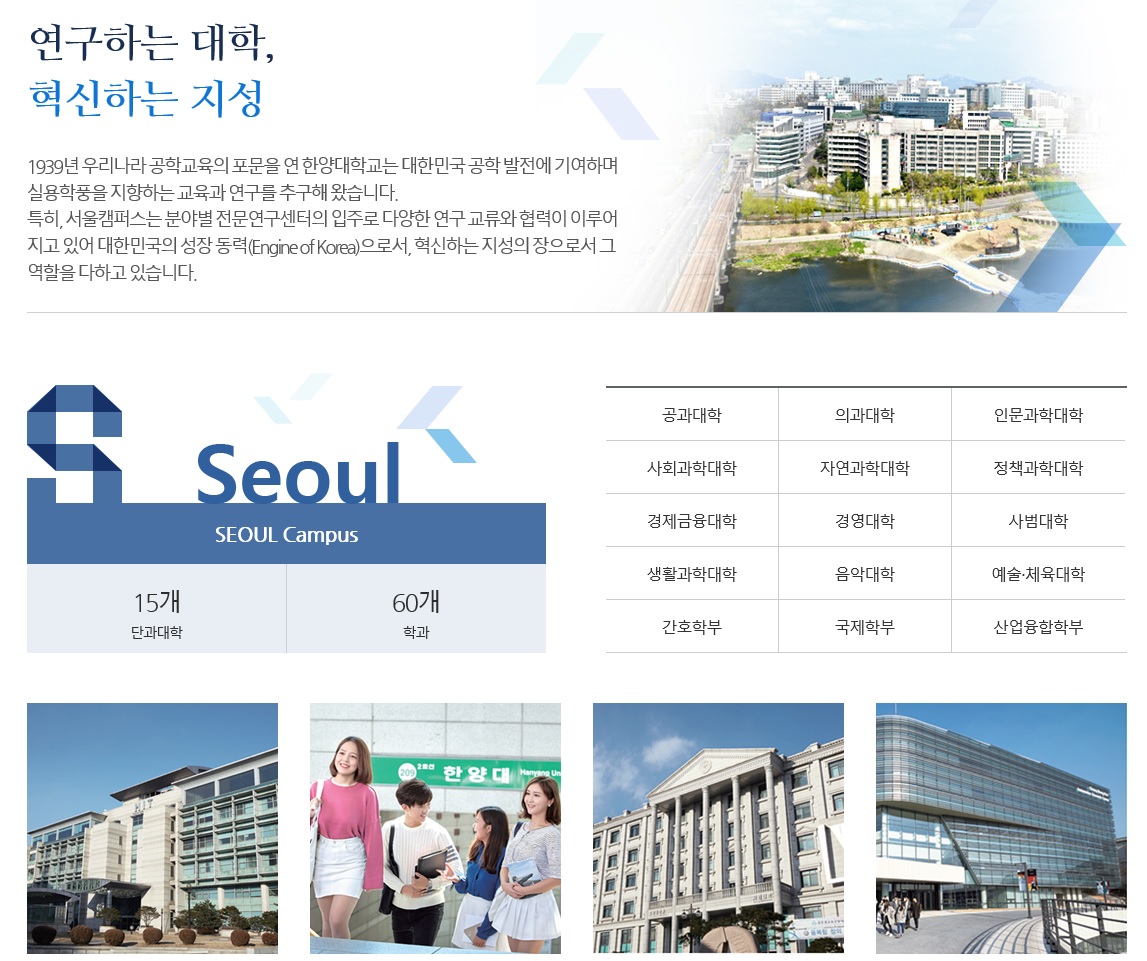 연구하는 대학,
혁신하는 지성
1939년 우리나라 공학교육의 포문을 연 한양대학교는 대한민국 공학 발전에 기여하며
실용학풍을 지향하는 교육과 연구를 추구해 왔습니다.
특히, 서울캠퍼스는 분야별 전문연구센터의 입주로 다양한 연구 교류와 협력이 이루어
지고 있어 대한민국의 성장 동력(Engine of Korea)으로서, 혁신하는 지성의 장으로서 그
역할을 다하고 있습니다.
S
Seoul
SEOUL Campus
15개 60개
단과대학 학과
공과대학 의과대학 인문과학대학
사회과학대학 자연과학대학 정책과학대학
경제금융대학 경영대학 사범대학
생활과학대학 음악대학 예술·체육대학
간호학부 국제학부 산업융합학부
HIT
209 2호선 한양대 Hanyang Un